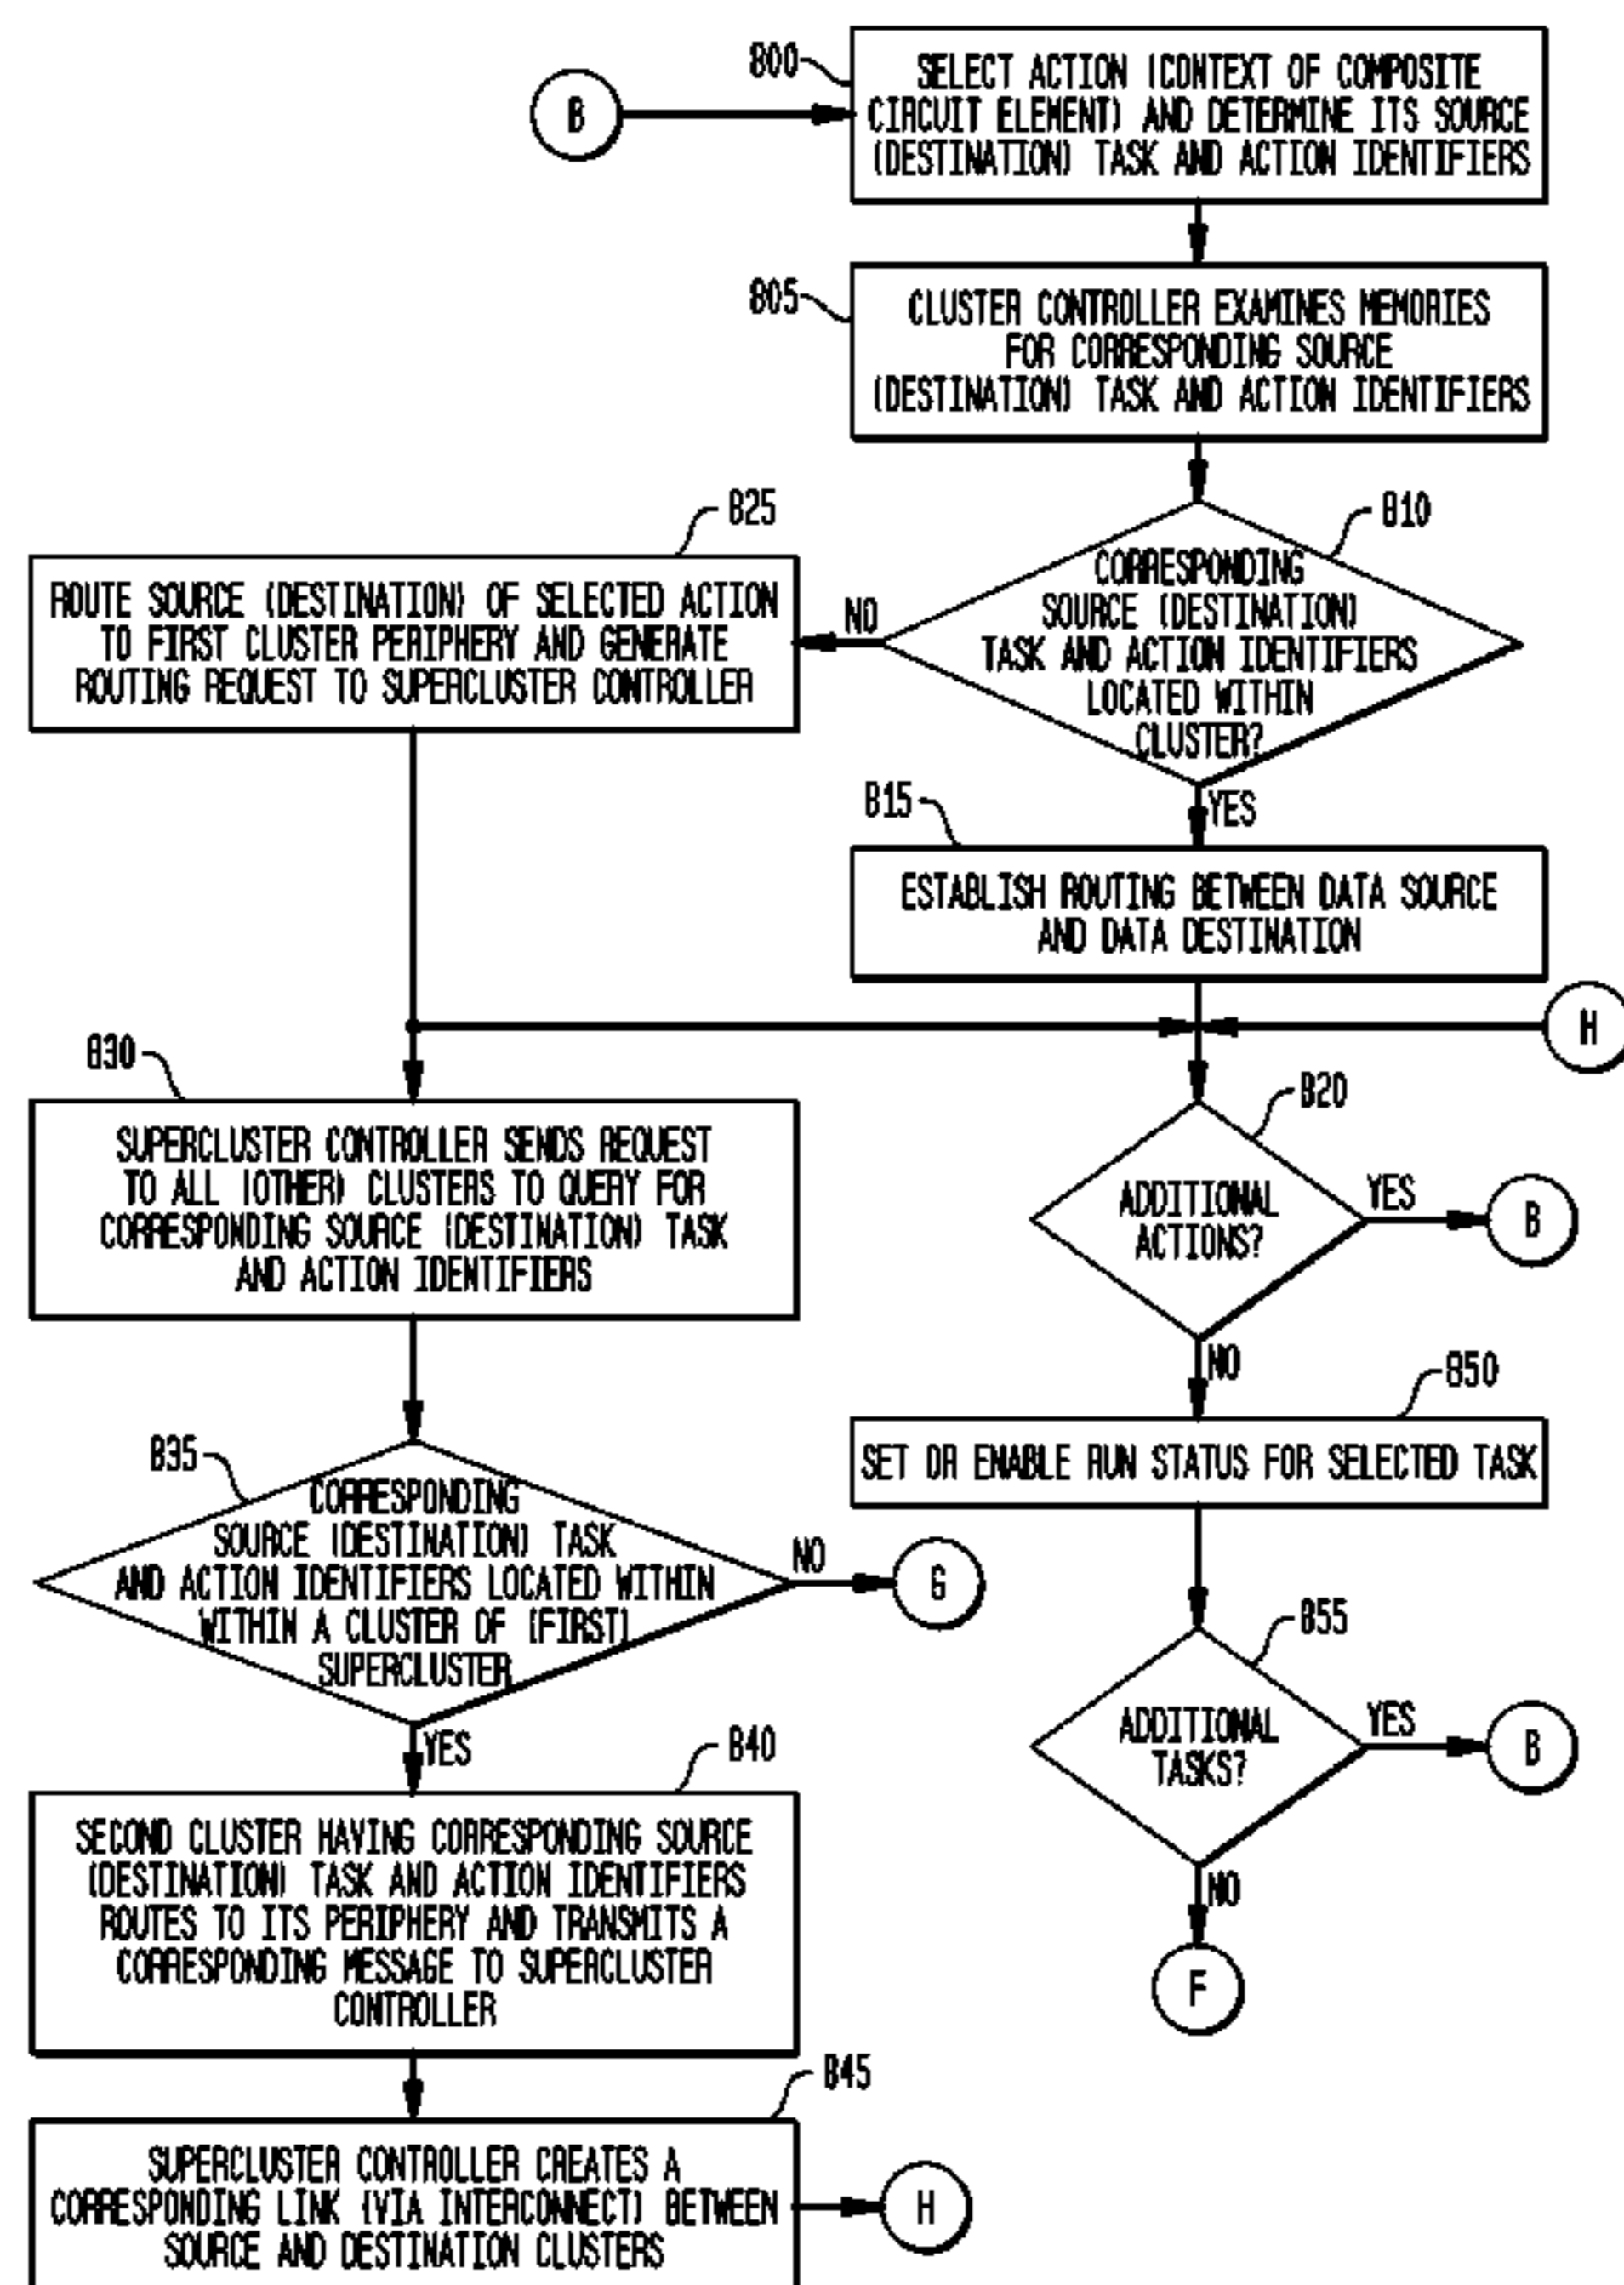 B
800
SELECT ACTION (CONTEXT OF COMPOSITE
CIRCUIT ELEMENT) AND DETERMINE ITS SOURCE
(DESTINATION) TASK AND ACTION IDENTIFIERS
805
CLUSTER CONTROLLER EXAMINES MEMORIES
FOR CORRESPONDING SOURCE
(DESTINATION) TASK AND ACTION IDENTIFIERS
810
CORRESPONDING
SOURCE (DESTINATION)
TASK AND ACTION IDENTIFIERS
LOCATED WITHIN
CLUSTER?
NO
YES
825
ROUTE SOURCE (DESTINATION) OF SELECTED ACTION
TO FIRST CLUSTER PERIPHERY AND GENERATE
ROUTING REQUEST TO SUPERCLUSTER CONTROLLER
815
ESTABLISH ROUTING BETWEEN DATA SOURCE
AND DATA DESTINATION
H
830
SUPERCLUSTER CONTROLLER SENDS REQUEST
TO ALL (OTHER) CLUSTERS TO QUERY FOR
CORRESPONDING SOURCE (DESTINATION) TASK
AND ACTION IDENTIFIERS
820
ADDITIONAL
ACTIONS?
YES
B
NO
850
SET OR ENABLE RUN STATUS FOR SELECTED TASK
835
CORRESPONDING
SOURCE (DESTINATION) TASK
AND ACTION IDENTIFIERS LOCATED WITHIN
WITHIN A CLUSTER OF (FIRST)
SUPERCLUSTER
NO
G
YES
855
ADDITIONAL
TASKS?
YES
B
NO
F
840
SECOND CLUSTER HAVING CORRESPONDING SOURCE
(DESTINATION) TASK AND ACTION IDENTIFIERS
ROUTES TO ITS PERIPHERY AND TRANSMITS A
CORRESPONDING MESSAGE TO SUPERCLUSTER
CONTROLLER
845
SUPERCLUSTER CONTROLLER CREATES A
CORRESPONDING LINK (VIA INTERCONNECT) BETWEEN
SOURCE AND DESTINATION CLUSTERS
H